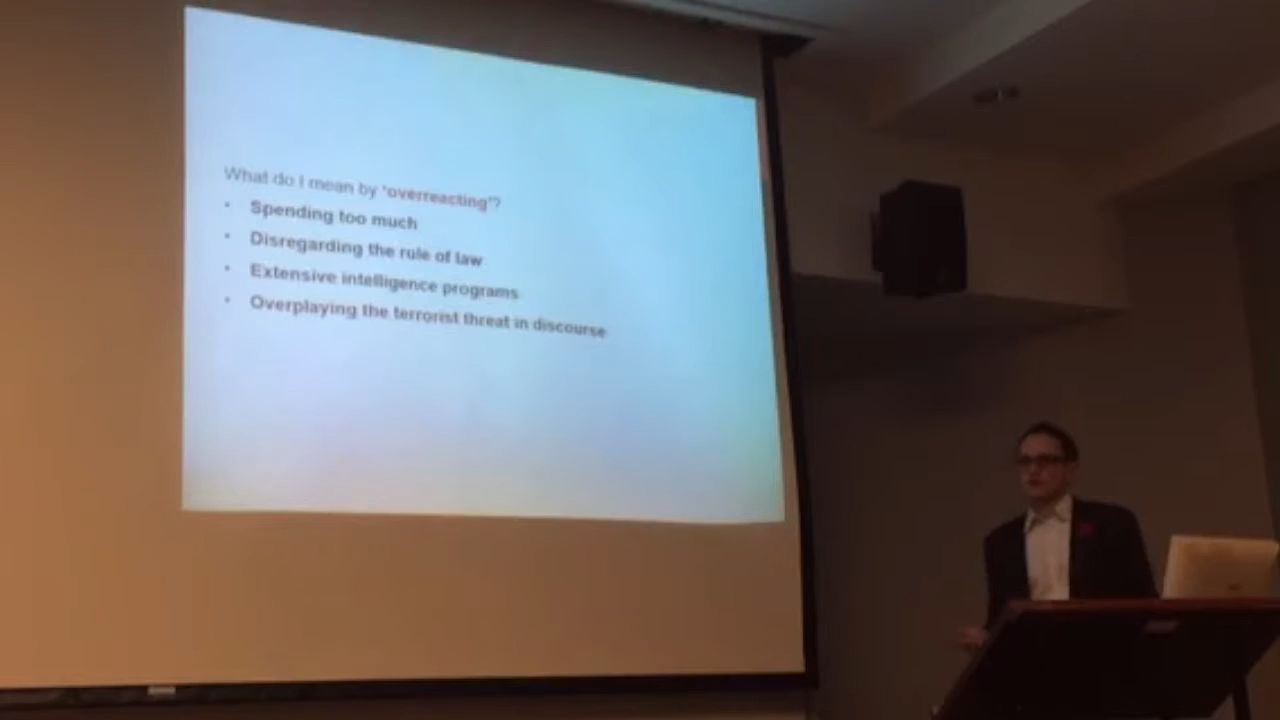 What do I mean by 'overreacting'?
• Spending too much
• Disregarding the rule of law
• Extensive intelligence programs
• Overplaying the terrorist threat in discourse